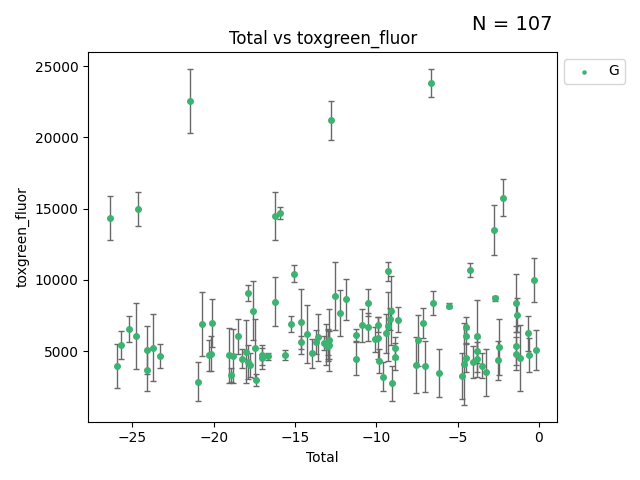 N = 107
Total vs toxgreen_fluor
G
25000
20000
15000
10000
5000
toxgreen_fluor
−25 −20 −15 −10 −5 0
Total